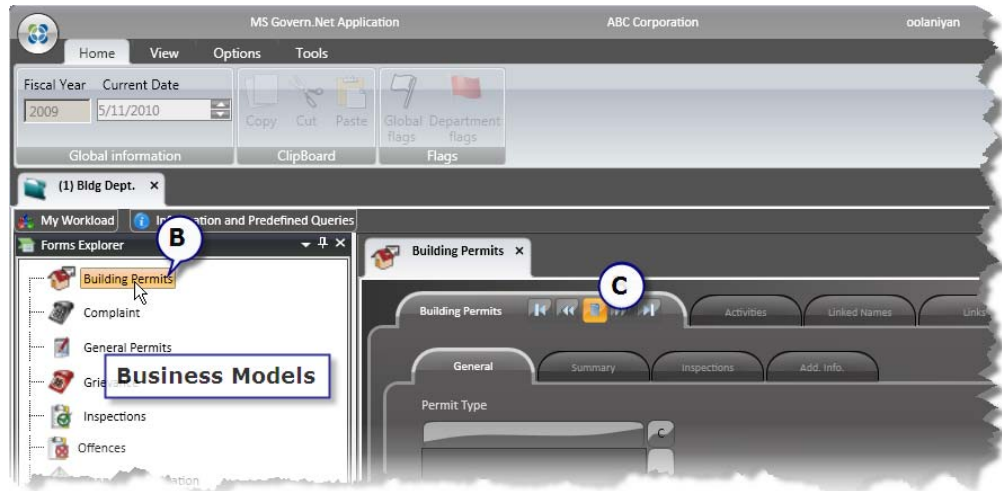 MS Govern.Net Application ABC Corporation oolaniyan
Home View Options Tools
Fiscal Year Current Date
2009 5/11/2010
Copy Cut Paste Global flags Department flags
Global information ClipBoard Flags
(1) Bldg Dept.
My Workload and Predefined Queries
Forms Explorer
B
Building Permits
Building Permits
C
Building Permits Activities Linked Names Links
Complaint
General Permits
General Summary Inspections Add. Info.
Business Models
Permit Type
Inspections
C
Offences